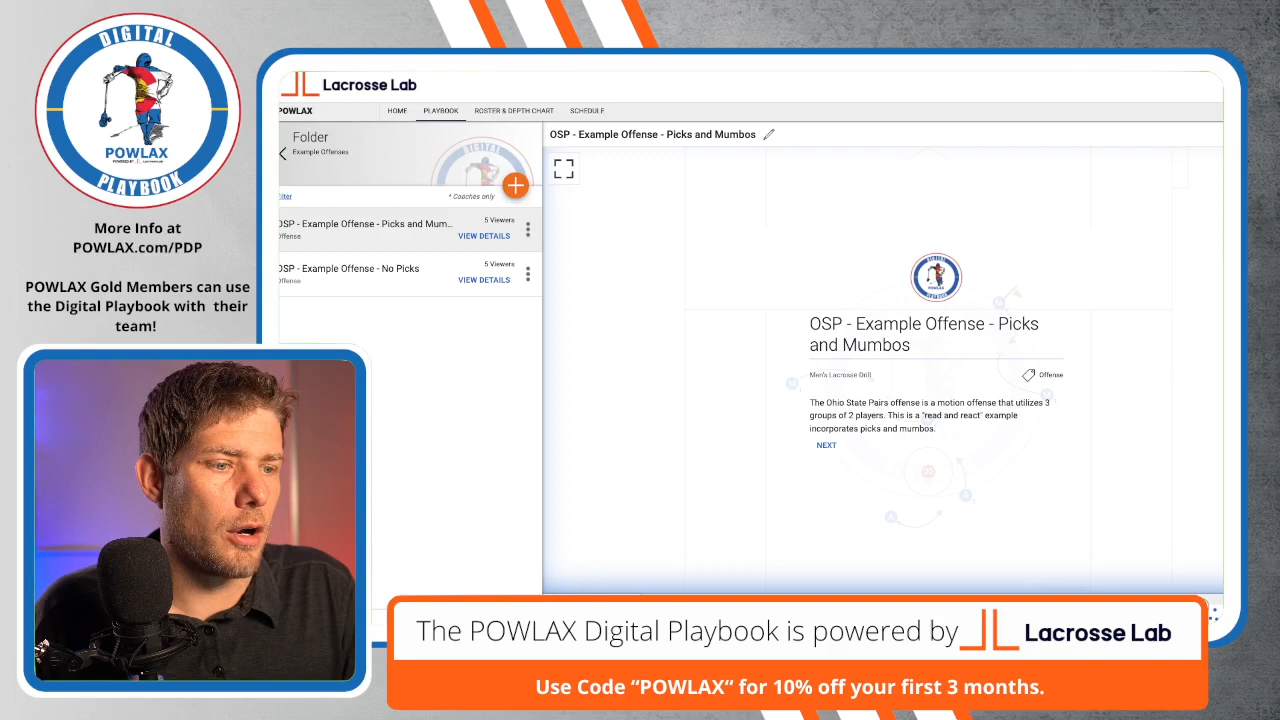 DIGITAL
POWLAX
PLAYBOOK
More Info at
POWLAX.com/PDP
POWLAX Gold Members can use
the Digital Playbook with their
team!
Lacrosse Lab
POWLAX
HOME
PLAYBOOK
ROSTER & DEPTH CHART
SCHEDULE
Folder
Example Offenses
* Coaches only
OSP - Example Offense - Picks and Mum...
5 Viewers
Offense
VIEW DETAILS
OSP - Example Offense - No Picks
5 Viewers
Offense
VIEW DETAILS
OSP - Example Offense - Picks and Mumbos
OSP - Example Offense - Picks
and Mumbos
Men's Lacrosse Drill
Offense
The Ohio State Pairs offense is a motion offense that utilizes 3
groups of 2 players. This is a "read and react" example
incorporates picks and mumbos.
NEXT
The POWLAX Digital Playbook is powered by
Lacrosse Lab
Use Code “POWLAX“ for 10% off your first 3 months.